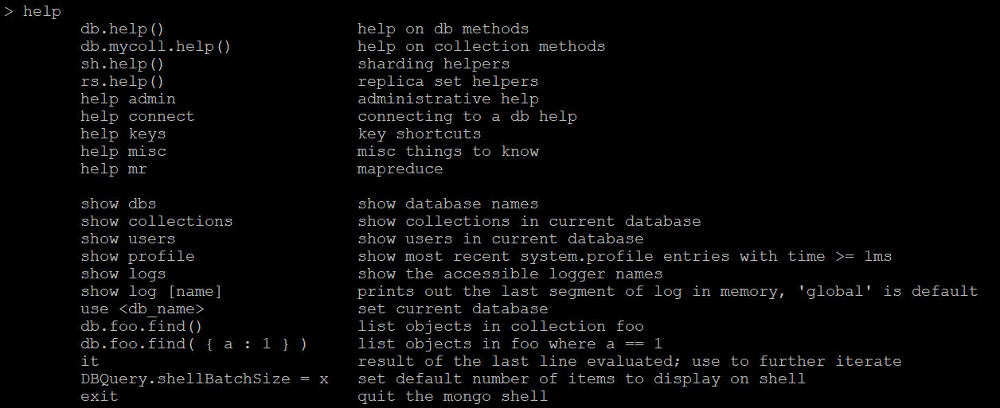 > help
db.help() help on db methods
db.mycoll.help() help on collection methods
sh.help() sharding helpers
rs.help() replica set helpers
help admin administrative help
help connect connecting to a db help
help keys key shortcuts
help misc misc things to know
help mr mapreduce
show dbs show database names
show collections show collections in current database
show users show users in current database
show profile show most recent system.profile entries with time >= 1ms
show logs show the accessible logger names
show log [name] prints out the last segment of log in memory, 'global' is default
use <db_name> set current database
db.foo.find() list objects in collection foo
db.foo.find( { a : 1 } ) list objects in foo where a == 1
it result of the last line evaluated; use to further iterate
DBQuery.shellBatchSize = x set default number of items to display on shell
exit quit the mongo shell